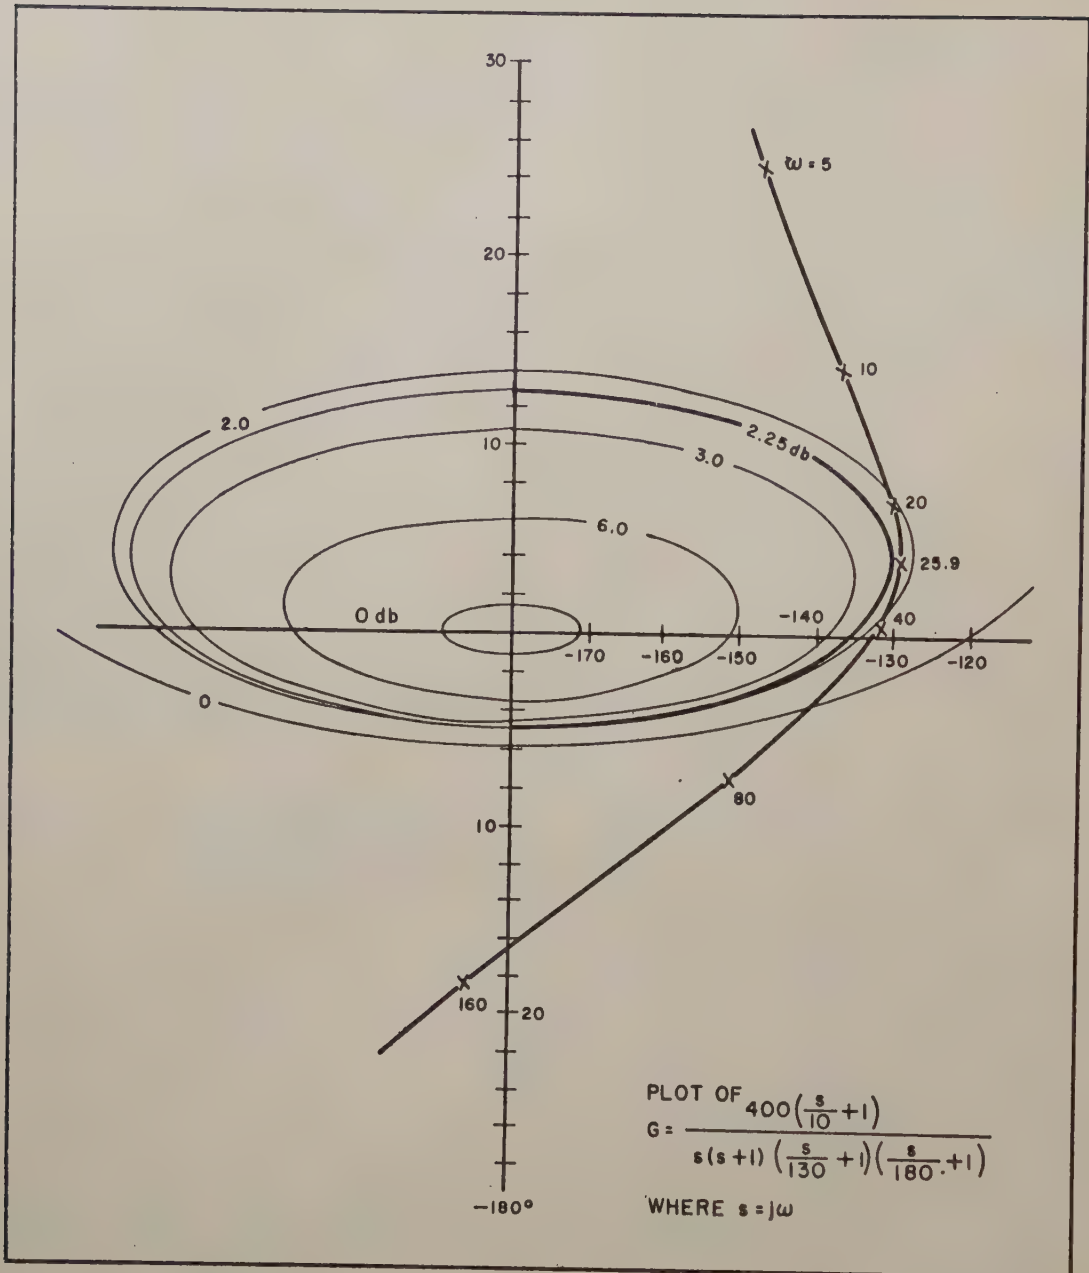 30
ω = 5
20
10
2.0
2.25 db
10
3.0
6.0
20
25.9
0 db
-140
40
-170 -160 -150 -130 -120
0
80
10
160
20
-180°
PLOT OF
G = 400(s/10 +1) / s(s+1)(s/130 +1)(s/180. +1)
WHERE s = jω